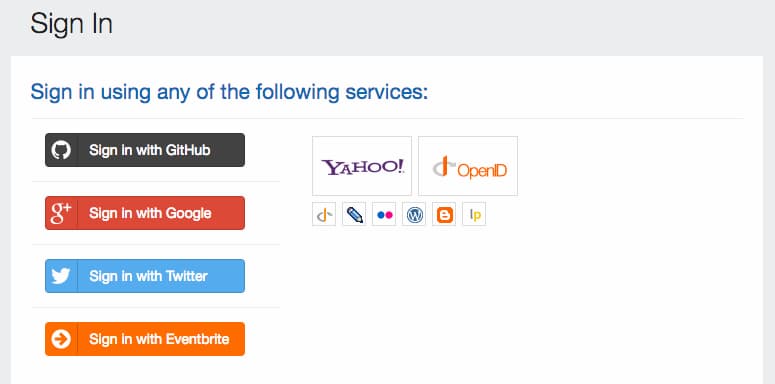 Sign In
Sign in using any of the following services:
Sign in with GitHub
g+ Sign in with Google
Sign in with Twitter
Sign in with Eventbrite
YAHOO!
OpenID
lp